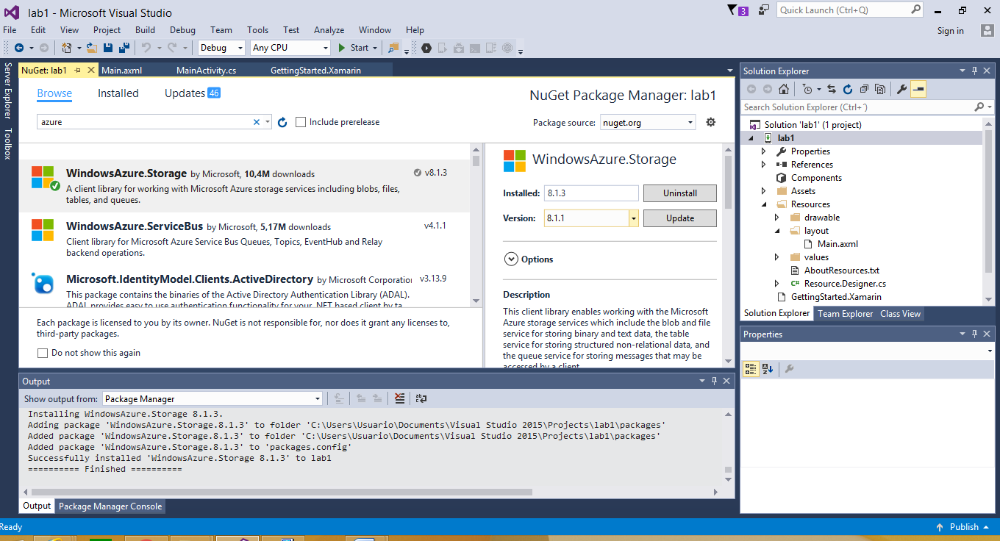 lab1 - Microsoft Visual Studio
3
Quick Launch (Ctrl+Q)
File Edit View Project Build Debug Team Tools Test Analyze Window Help
Sign in
Debug Any CPU Start
Server Explorer
Toolbox
NuGet: lab1 Main.axml MainActivity.cs GettingStarted.Xamarin
Browse Installed Updates 46
NuGet Package Manager: lab1
azure
Include prerelease
Package source: nuget.org
WindowsAzure.Storage by Microsoft, 10,4M downloads v8.1.3
A client library for working with Microsoft Azure storage services including blobs, files,
tables, and queues.
WindowsAzure.ServiceBus by Microsoft, 5,17M downloads v4.1.1
Client library for Microsoft Azure Service Bus Queues, Topics, EventHub and Relay
backend operations.
Microsoft.IdentityModel.Clients.ActiveDirectory by Microsoft Corporatio v3.13.9
This package contains the binaries of the Active Directory Authentication Library (ADAL).
ADAL provides easy to use authentication functionality for your .NET based client by ta
Each package is licensed to you by its owner. NuGet is not responsible for, nor does it grant any licenses to,
third-party packages.
Do not show this again
WindowsAzure.Storage
Installed: 8.1.3 Uninstall
Version: 8.1.1 Update
Options
Description
This client library enables working with the Microsoft
Azure storage services which include the blob and file
service for storing binary and text data, the table
service for storing structured non-relational data, and
the queue service for storing messages that may be
accessed by a client.
Output
Show output from: Package Manager
Installing WindowsAzure.Storage 8.1.3.
Adding package 'WindowsAzure.Storage.8.1.3' to folder 'C:\Users\Usuario\Documents\Visual Studio 2015\Projects\lab1\packages'
Added package 'WindowsAzure.Storage.8.1.3' to folder 'C:\Users\Usuario\Documents\Visual Studio 2015\Projects\lab1\packages'
Added package 'WindowsAzure.Storage.8.1.3' to 'packages.config'
Successfully installed 'WindowsAzure.Storage 8.1.3' to lab1
========== Finished ==========
Output Package Manager Console
Solution Explorer
Search Solution Explorer (Ctrl+´)
Solution 'lab1' (1 project)
lab1
Properties
References
Components
Assets
Resources
drawable
layout
Main.axml
values
AboutResources.txt
C# Resource.Designer.cs
GettingStarted.Xamarin
Solution Explorer Team Explorer Class View
Properties
Ready
Publish